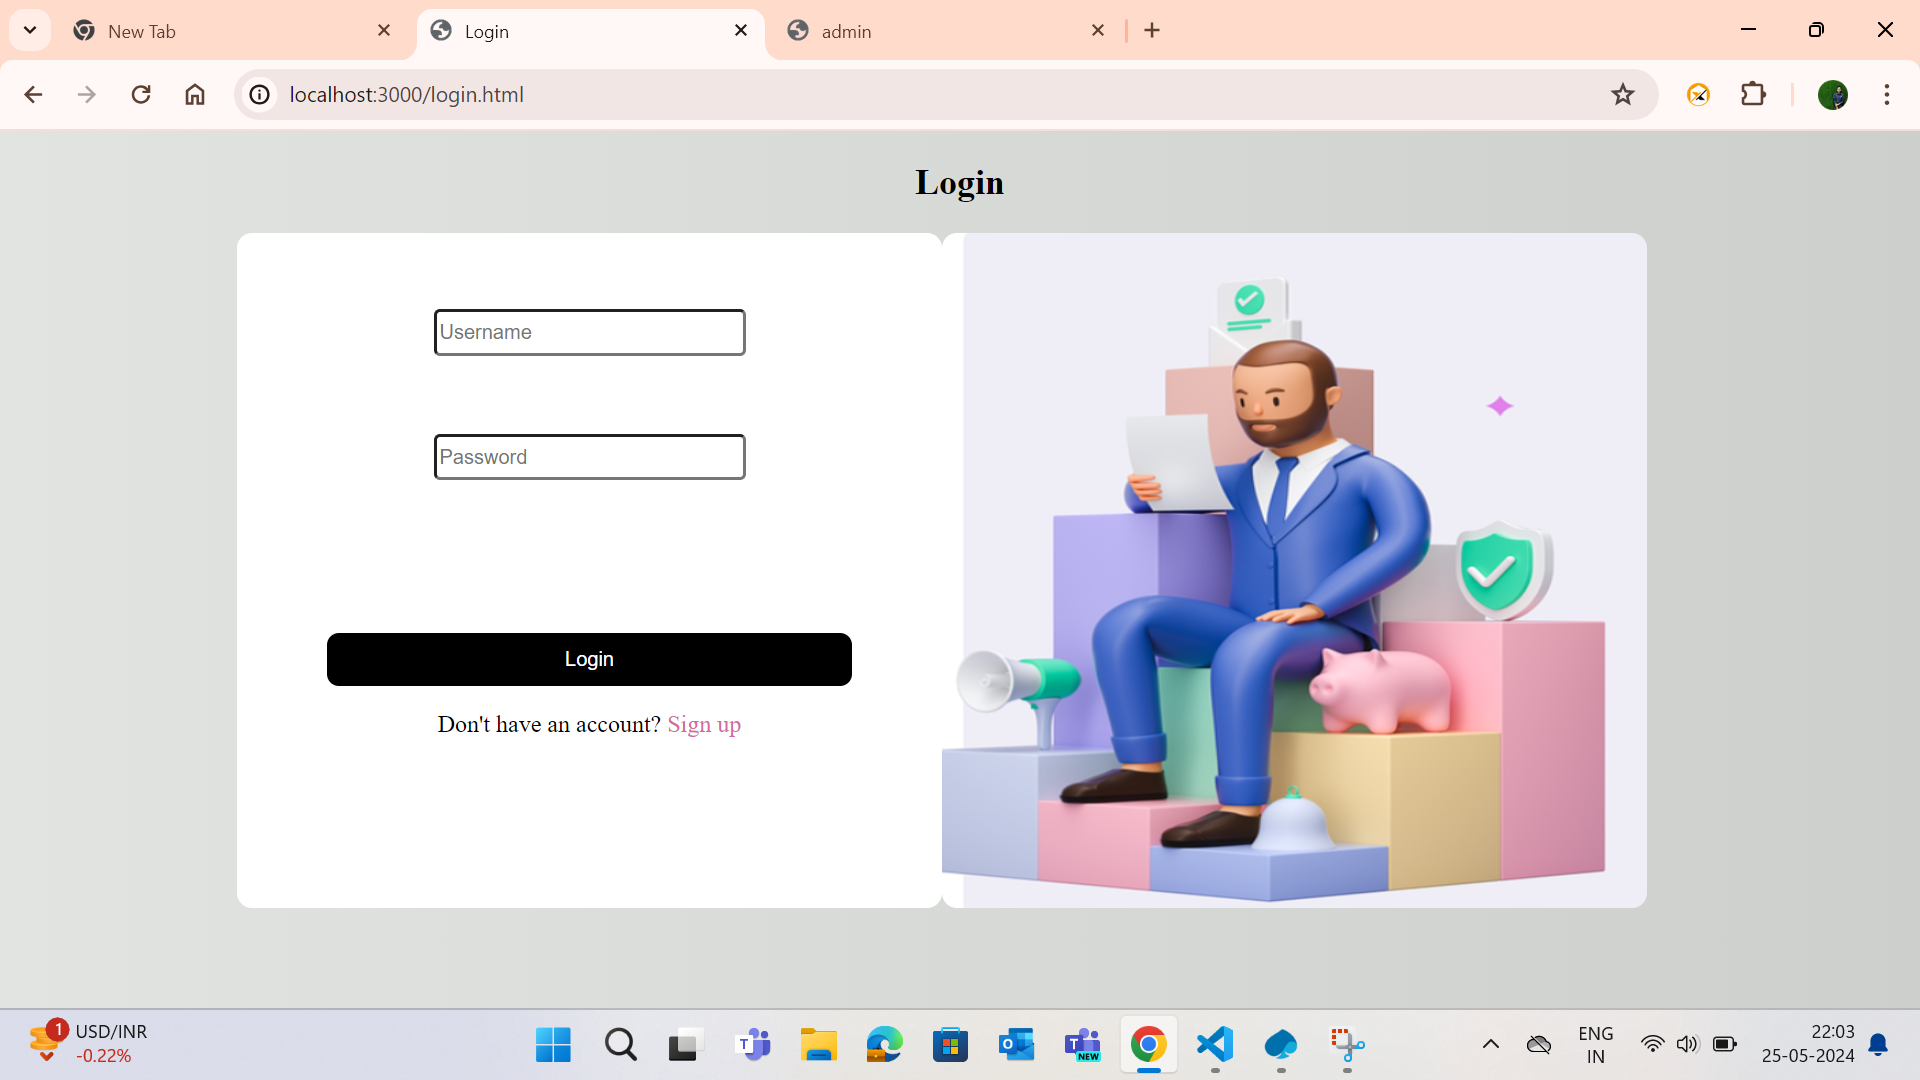 New Tab
Login
admin
localhost:3000/login.html
Login
Username
Password
Login
Don't have an account? Sign up
1
USD/INR
-0.22%
T
O
T
NEW
ENG
IN
22:03
25-05-2024